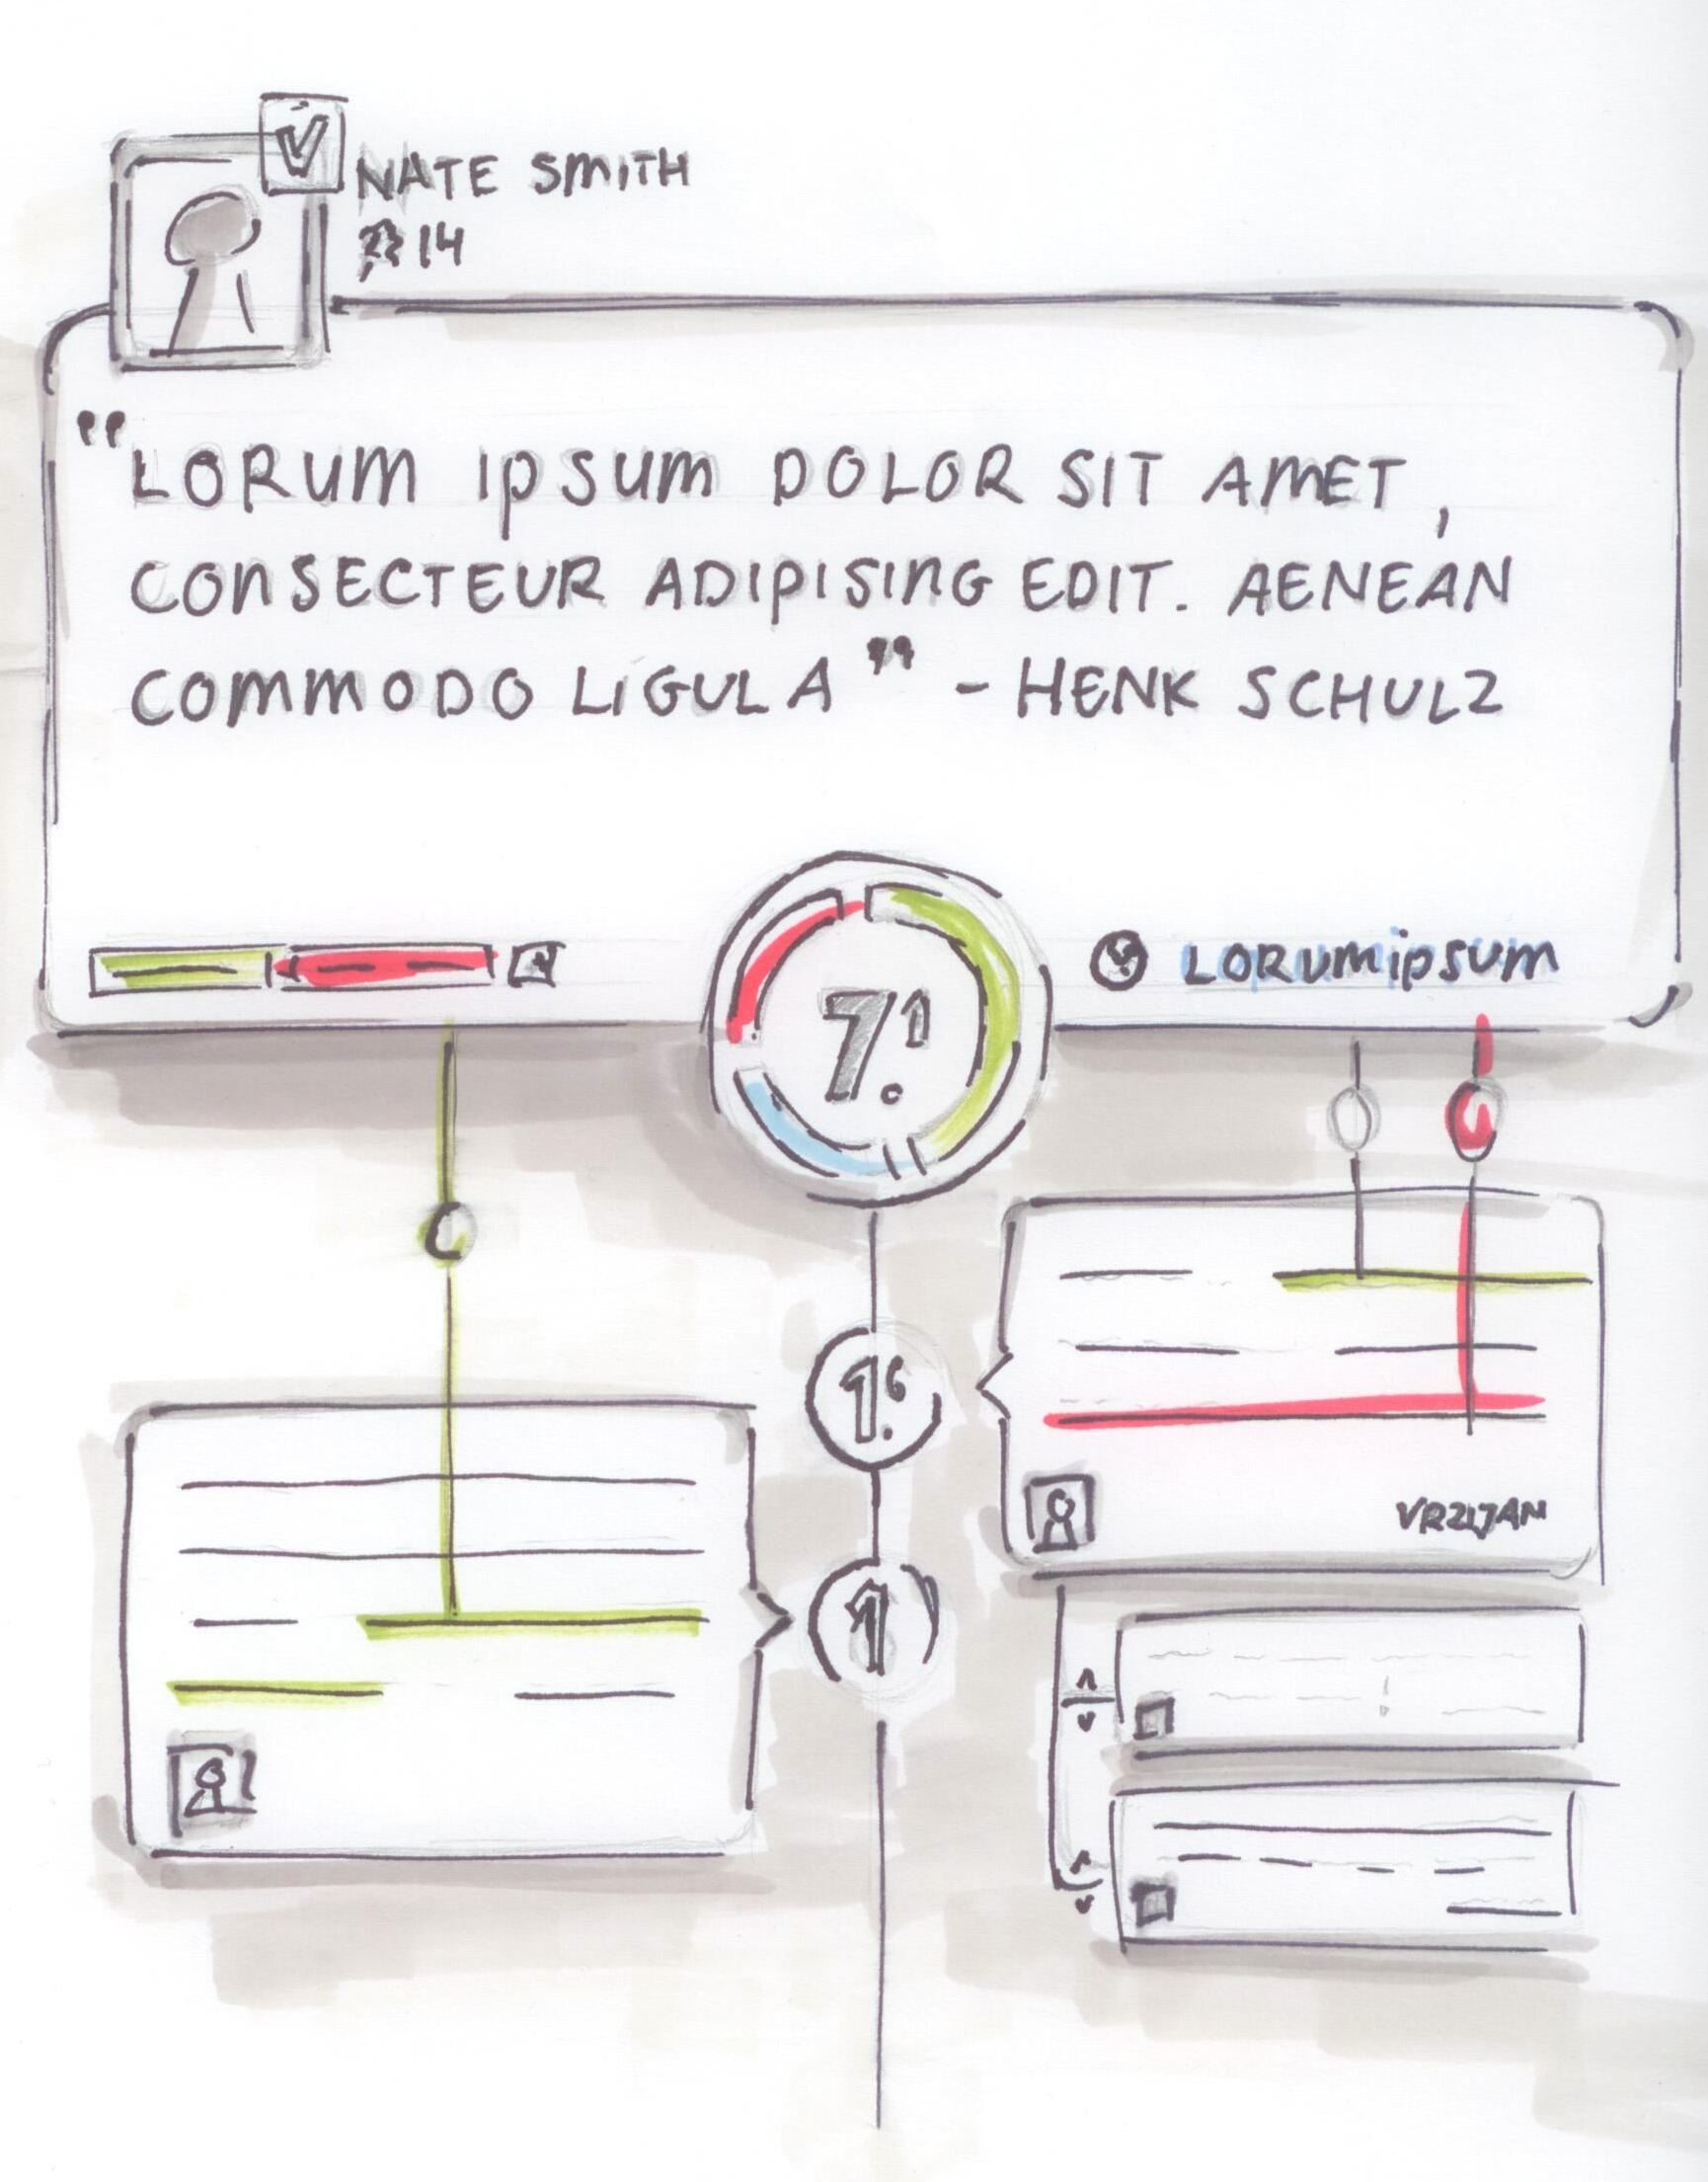 NATE SMITH
14
"LORUM IPSUM DOLOR SIT AMET,
CONSECTEUR ADIPISING EDIT. AENEAN
COMMODO LIGULA" - HENK SCHULZ
7.1
LORUMIPSUM
1.6
VRZIJAN
1